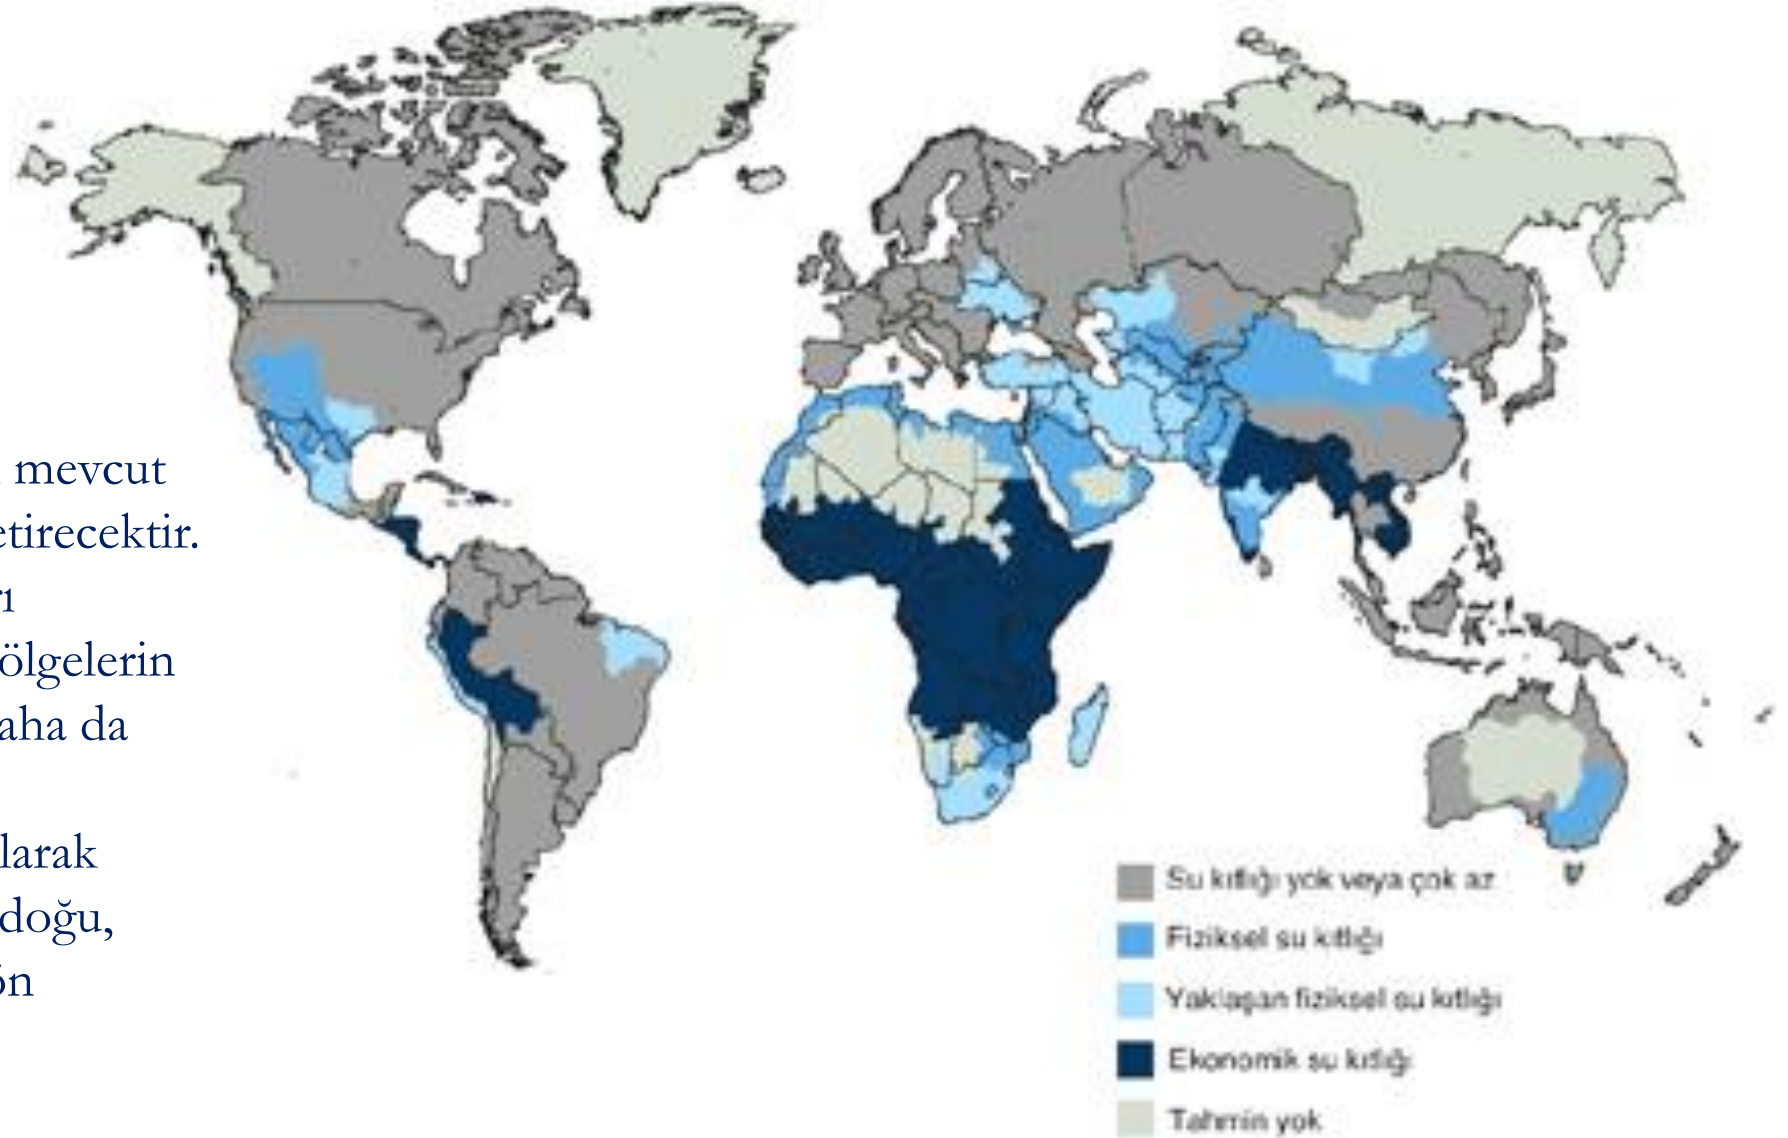 mevcut
etirecektir.
ı
ölgelerin
aha da
larak
doğu,
ön
Su kıtlığı yok veya çok az
Fiziksel su kıtlığı
Yaklaşan fiziksel su kıtlığı
Ekonomik su kıtlığı
Tahmin yok